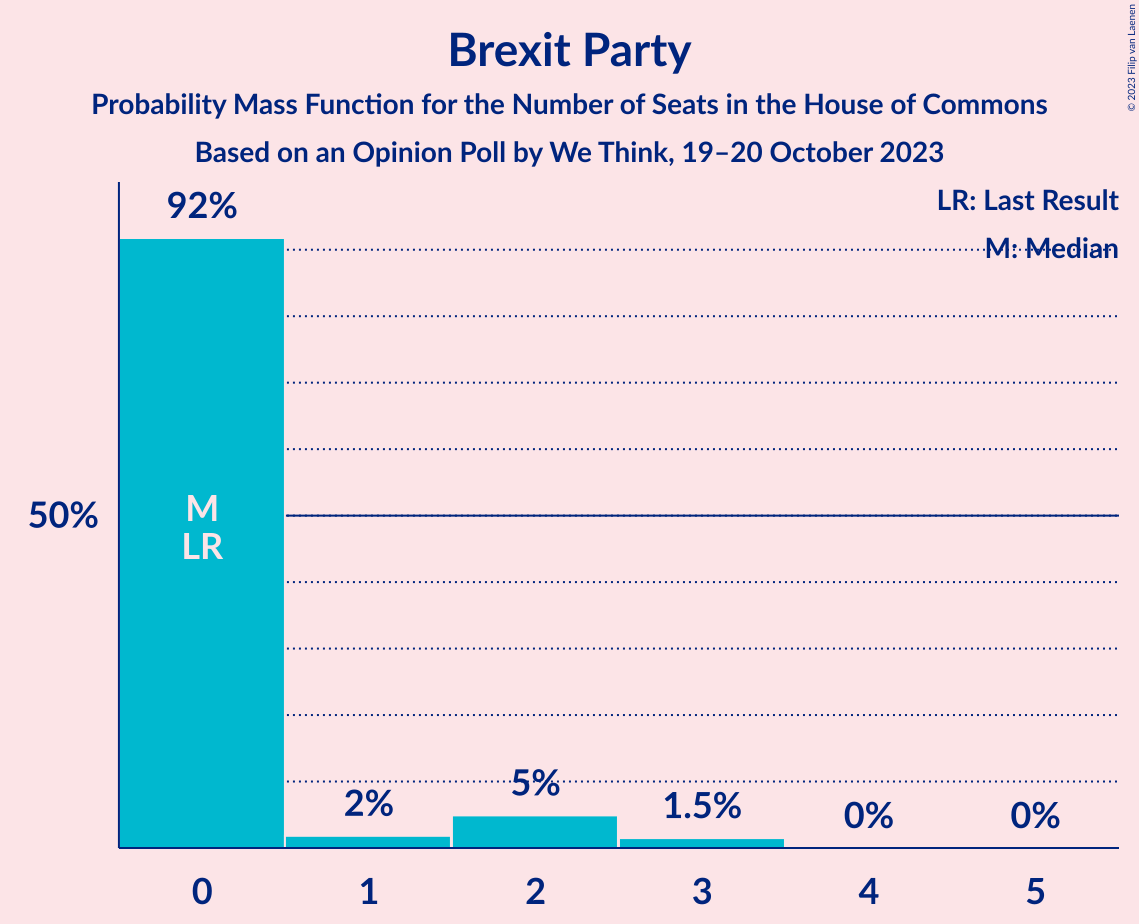 Brexit Party
Probability Mass Function for the Number of Seats in the House of Commons
Based on an Opinion Poll by We Think, 19–20 October 2023
© 2023 Filip van Laenen
LR: Last Result
M: Median
92%
50%
M
LR
2%
5%
1.5%
0%
0%
0
1
2
3
4
5